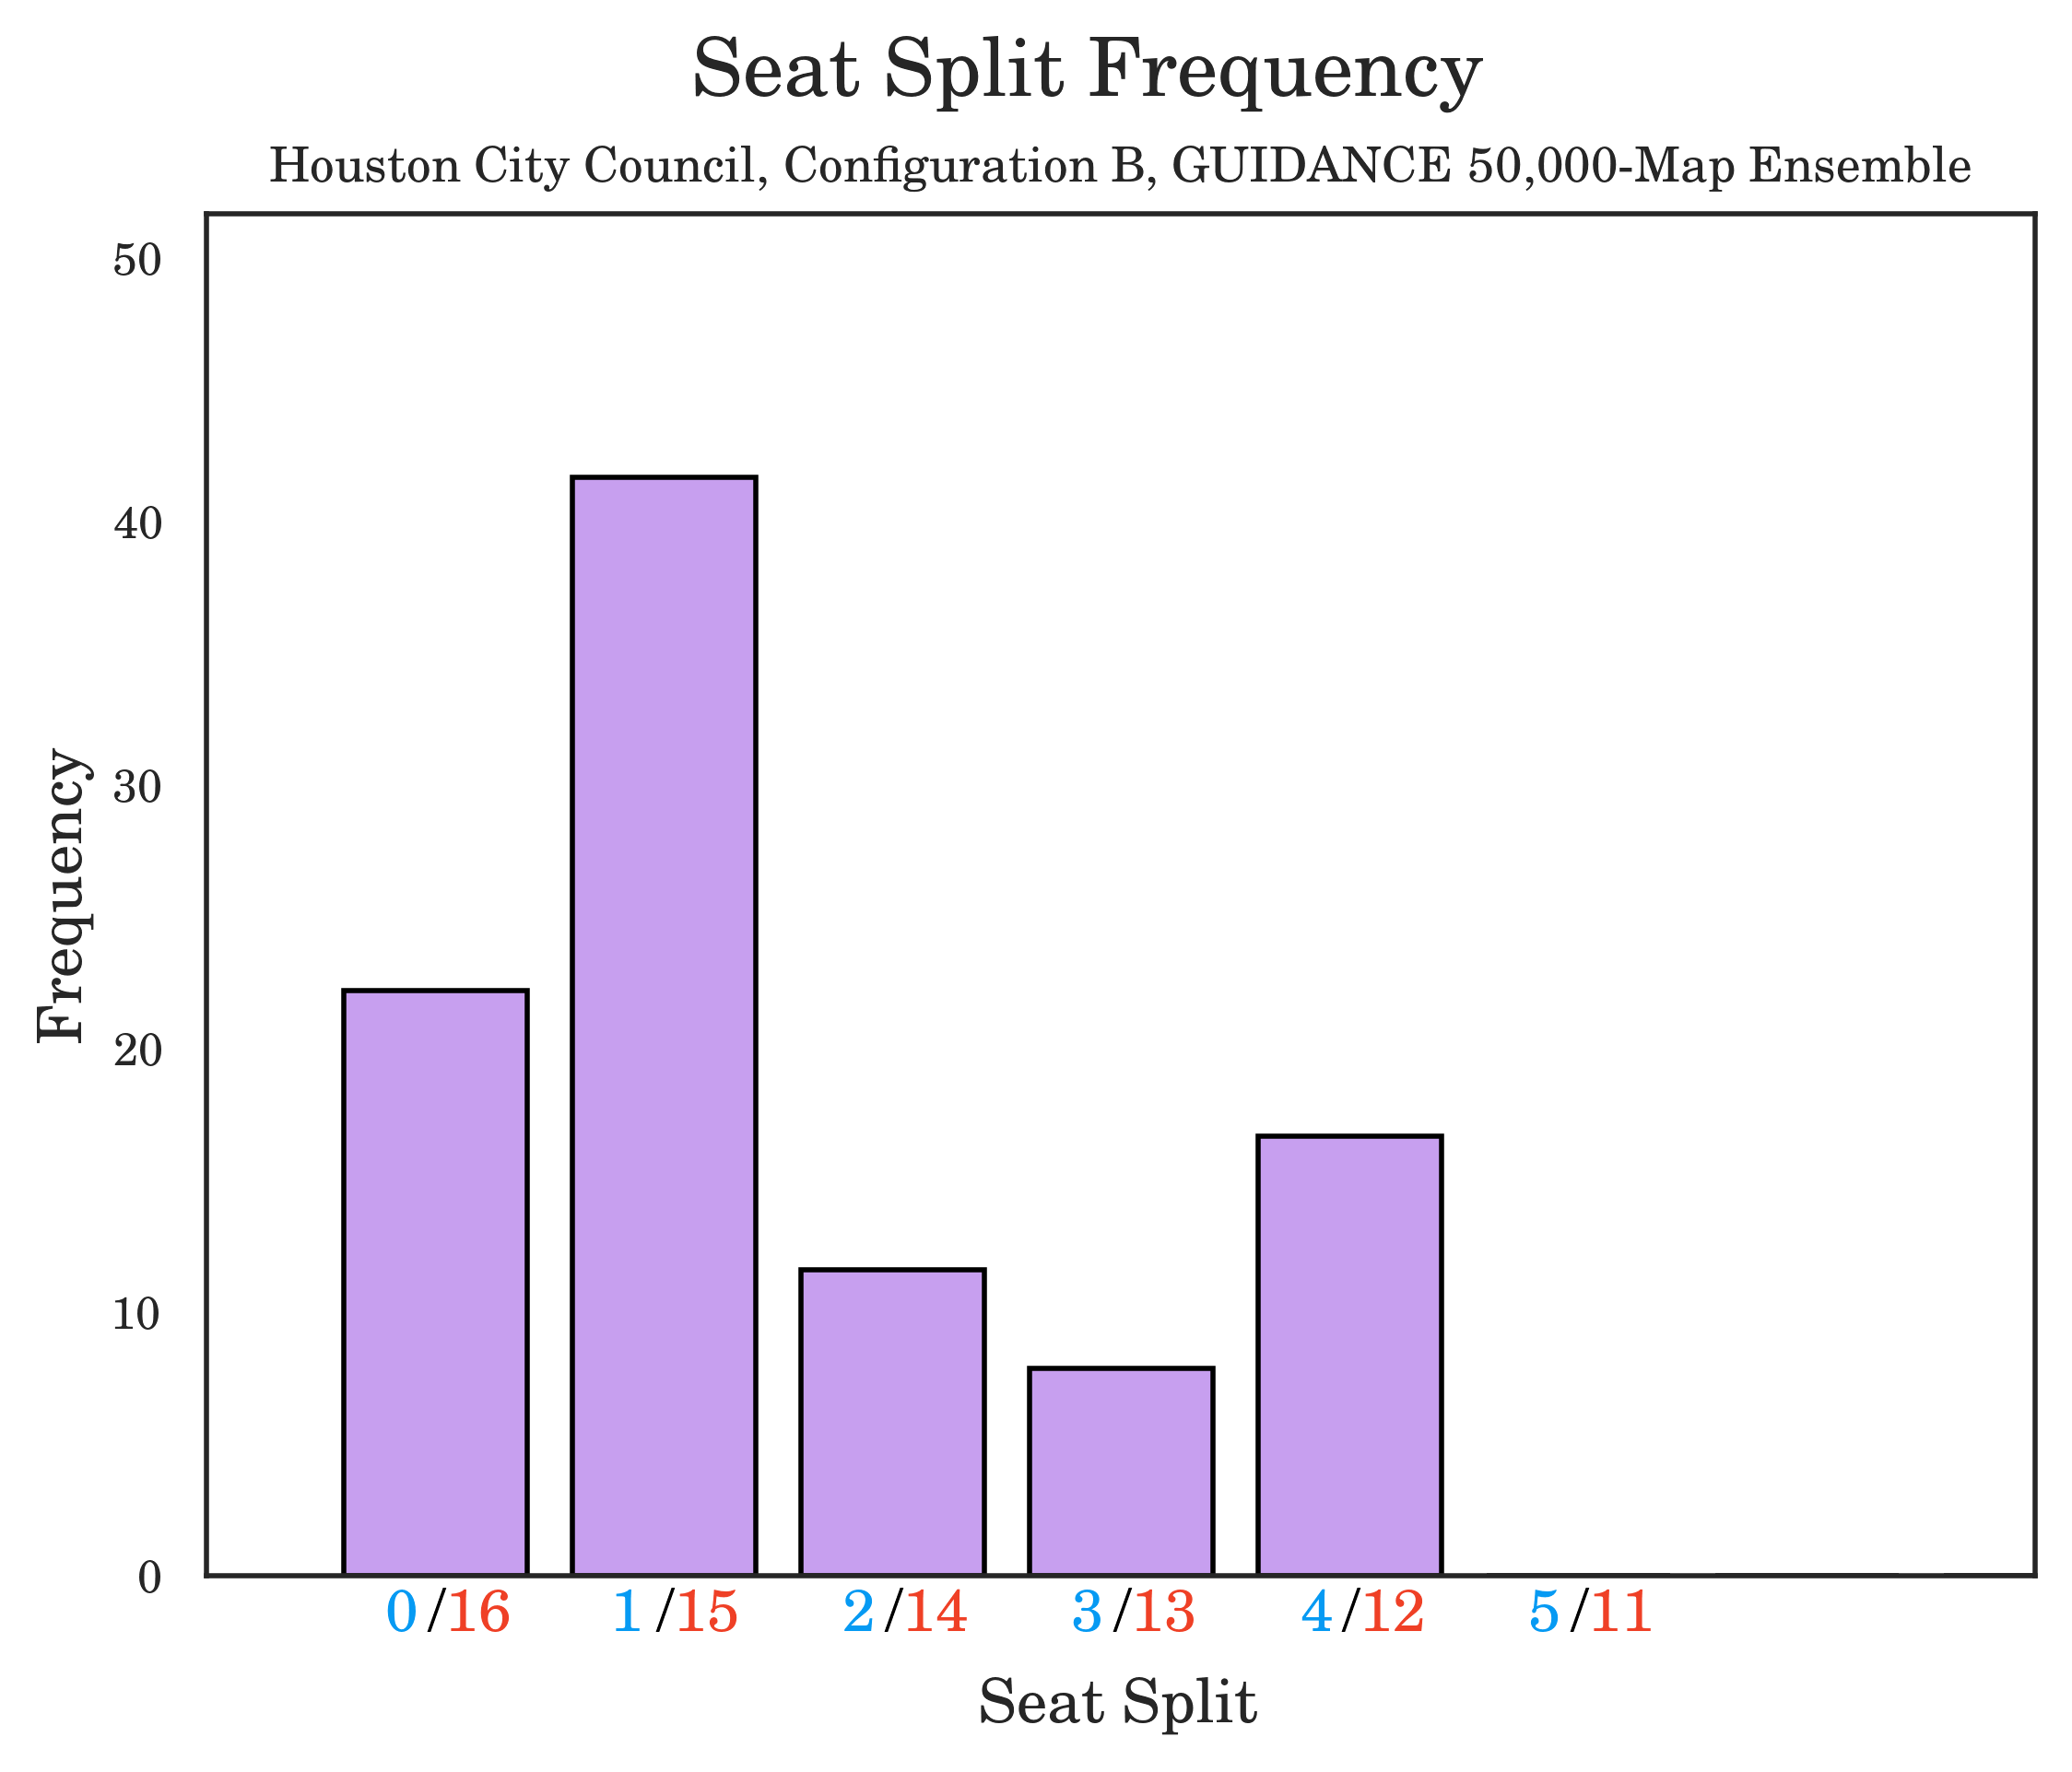 Seat Split Frequency
Houston City Council, Configuration B, GUIDANCE 50,000-Map Ensemble
50
40
30
20
10
0
Frequency
0/16 1/15 2/14 3/13 4/12 5/11
Seat Split